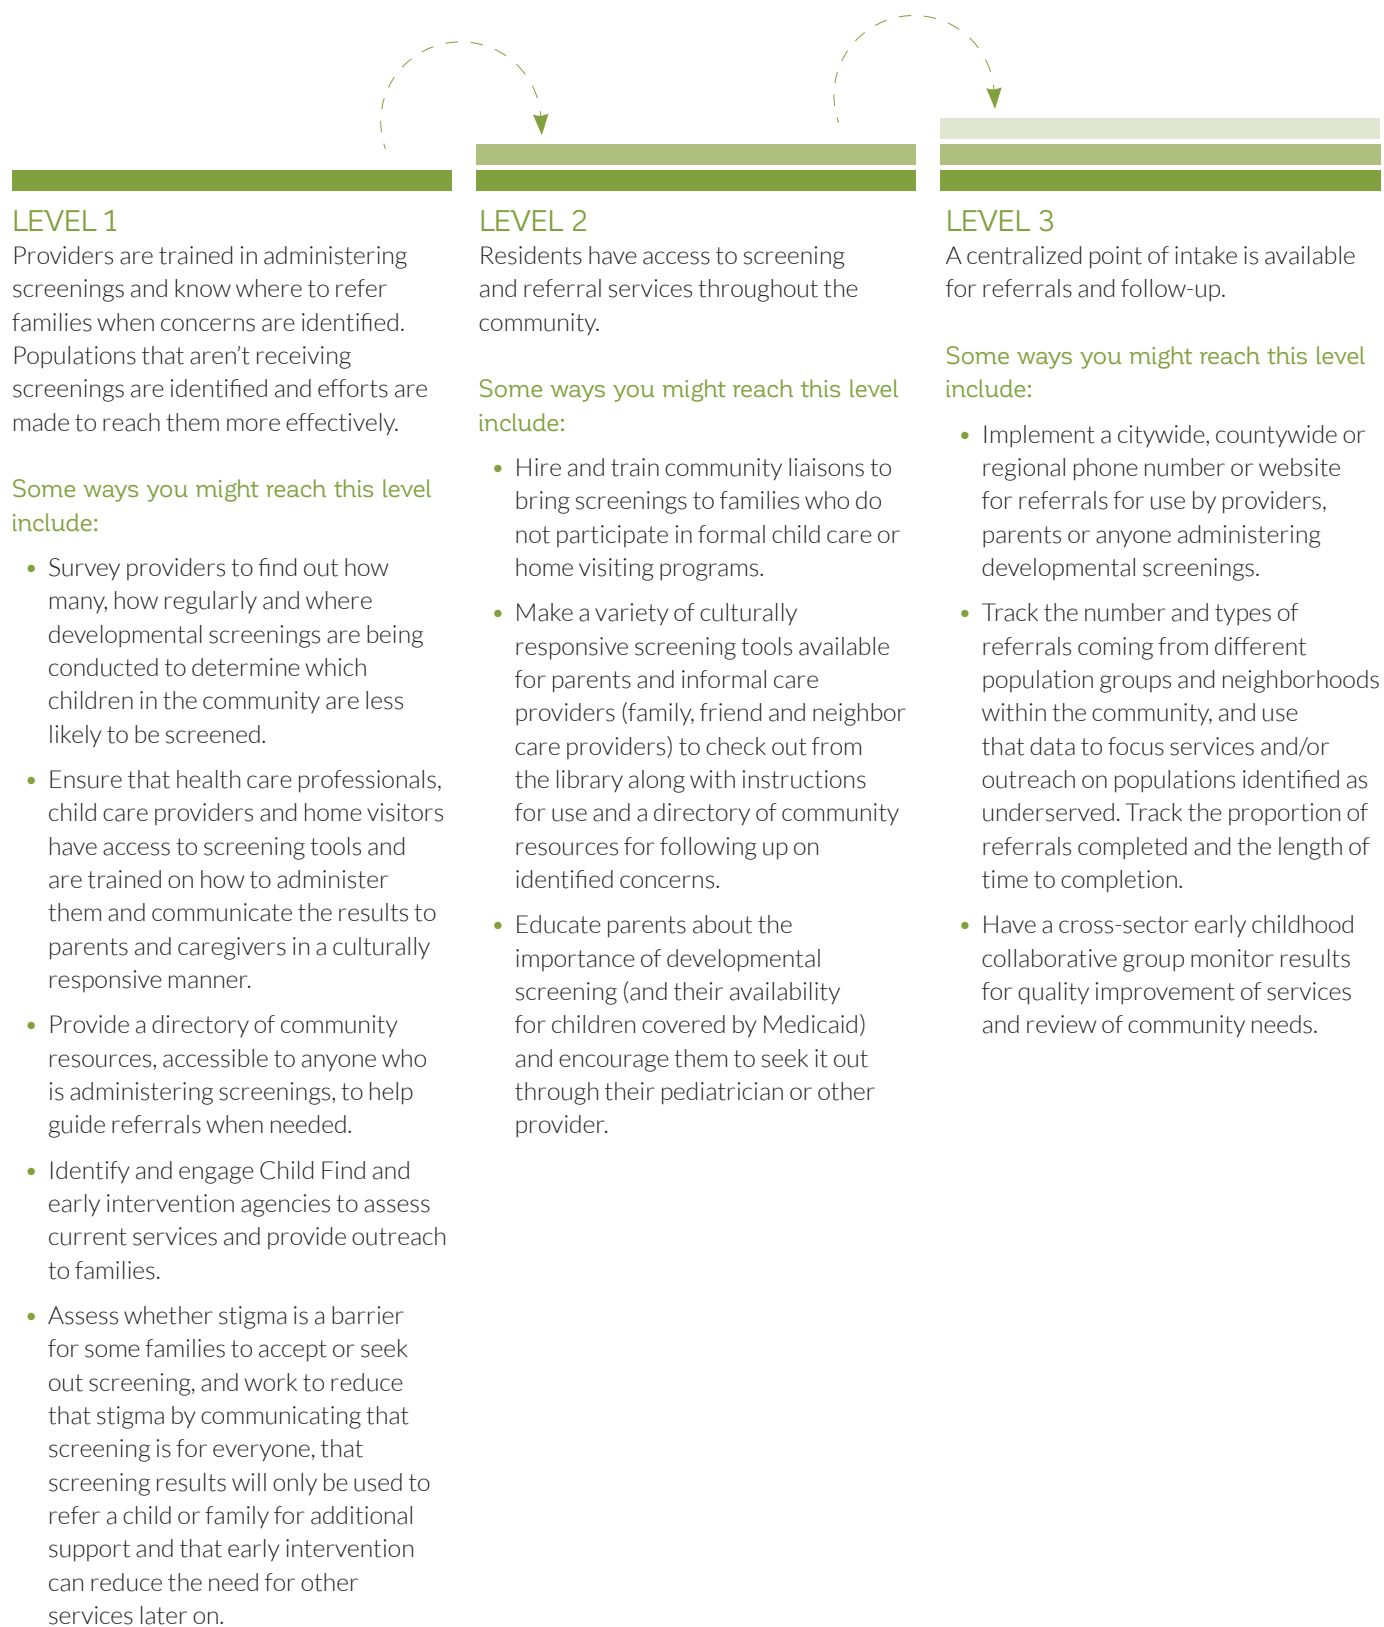 LEVEL 1
Providers are trained in administering
screenings and know where to refer
families when concerns are identified.
Populations that aren’t receiving
screenings are identified and efforts are
made to reach them more effectively.
Some ways you might reach this level
include:
• Survey providers to find out how
many, how regularly and where
developmental screenings are being
conducted to determine which
children in the community are less
likely to be screened.
• Ensure that health care professionals,
child care providers and home visitors
have access to screening tools and
are trained on how to administer
them and communicate the results to
parents and caregivers in a culturally
responsive manner.
• Provide a directory of community
resources, accessible to anyone who
is administering screenings, to help
guide referrals when needed.
• Identify and engage Child Find and
early intervention agencies to assess
current services and provide outreach
to families.
• Assess whether stigma is a barrier
for some families to accept or seek
out screening, and work to reduce
that stigma by communicating that
screening is for everyone, that
screening results will only be used to
refer a child or family for additional
support and that early intervention
can reduce the need for other
services later on.
LEVEL 2
Residents have access to screening
and referral services throughout the
community.
Some ways you might reach this level
include:
• Hire and train community liaisons to
bring screenings to families who do
not participate in formal child care or
home visiting programs.
• Make a variety of culturally
responsive screening tools available
for parents and informal care
providers (family, friend and neighbor
care providers) to check out from
the library along with instructions
for use and a directory of community
resources for following up on
identified concerns.
• Educate parents about the
importance of developmental
screening (and their availability
for children covered by Medicaid)
and encourage them to seek it out
through their pediatrician or other
provider.
LEVEL 3
A centralized point of intake is available
for referrals and follow-up.
Some ways you might reach this level
include:
• Implement a citywide, countywide or
regional phone number or website
for referrals for use by providers,
parents or anyone administering
developmental screenings.
• Track the number and types of
referrals coming from different
population groups and neighborhoods
within the community, and use
that data to focus services and/or
outreach on populations identified as
underserved. Track the proportion of
referrals completed and the length of
time to completion.
• Have a cross-sector early childhood
collaborative group monitor results
for quality improvement of services
and review of community needs.